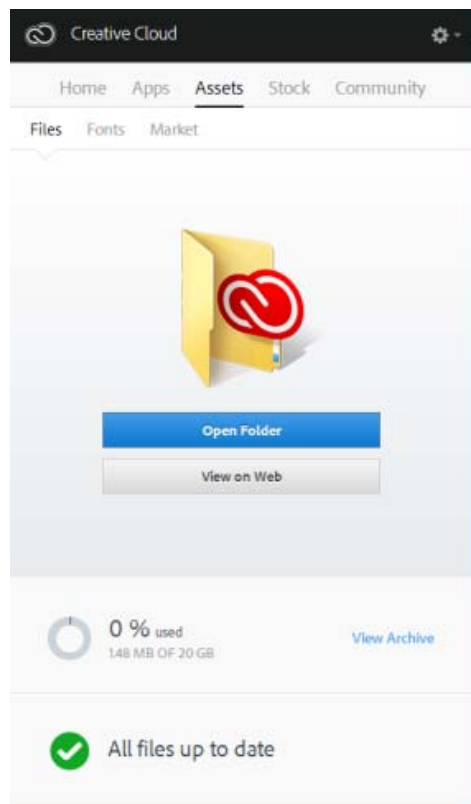 Creative Cloud
Home Apps Assets Stock Community
Files Fonts Market
Open Folder
View on Web
0 % used
1.48 MB OF 20 GB
View Archive
All files up to date